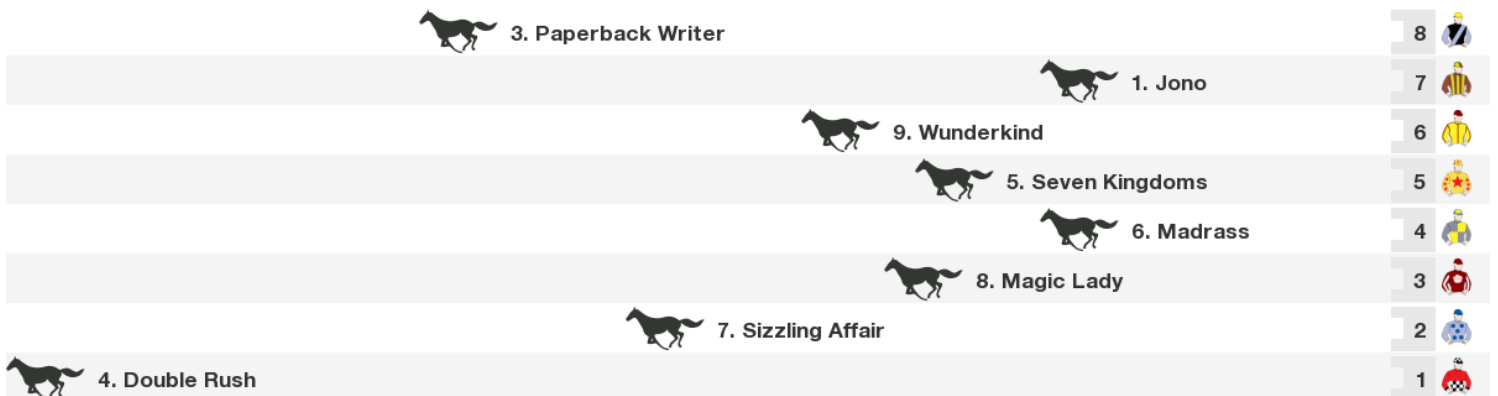 3. Paperback Writer 8
1. Jono 7
9. Wunderkind 6
5. Seven Kingdoms 5
6. Madrass 4
8. Magic Lady 3
7. Sizzling Affair 2
4. Double Rush 1